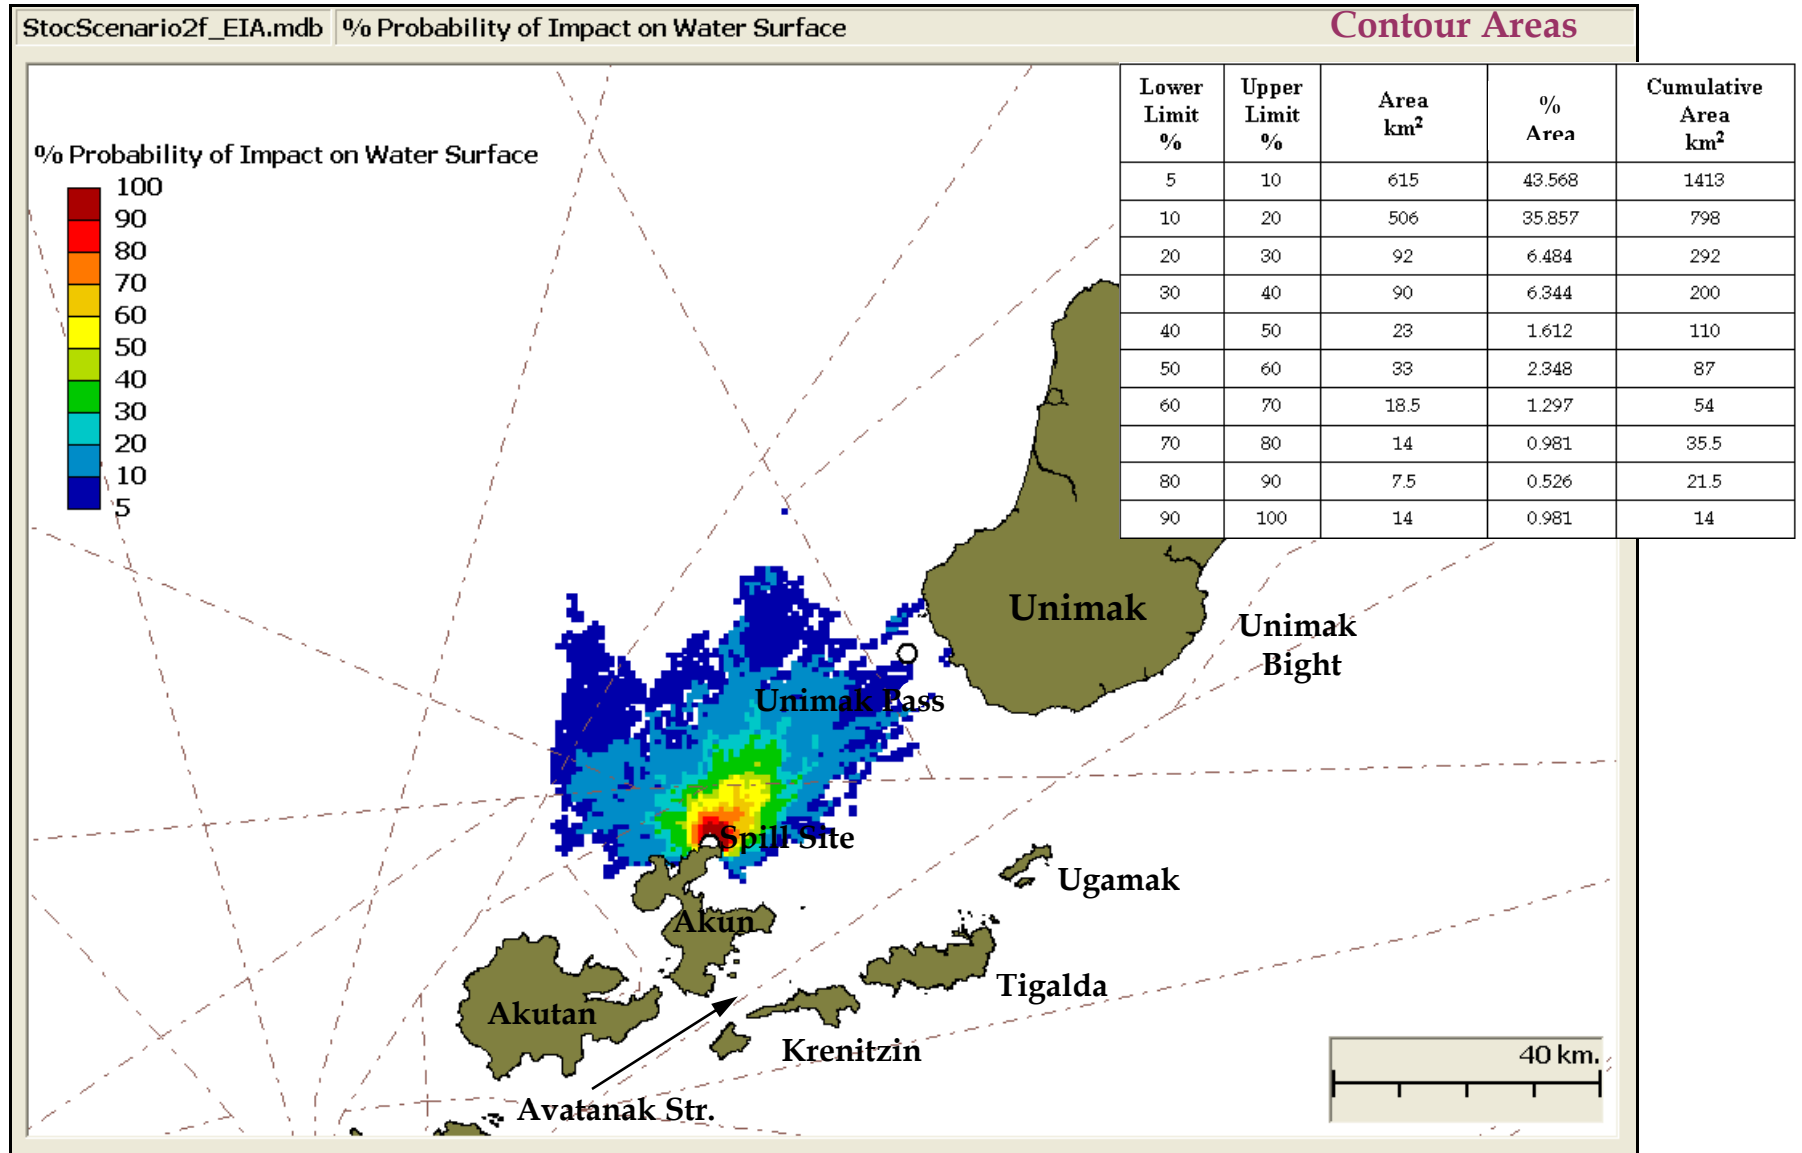 StocScenario2f_EIA.mdb % Probability of Impact on Water Surface
Contour Areas
Lower Limit % Upper Limit % Area km² % Area Cumulative Area km²
5 10 615 43.568 1413
10 20 506 35.857 798
20 30 92 6.484 292
30 40 90 6.344 200
40 50 23 1.612 110
50 60 33 2.348 87
60 70 18.5 1.297 54
70 80 14 0.981 35.5
80 90 7.5 0.526 21.5
90 100 14 0.981 14
% Probability of Impact on Water Surface
100
90
80
70
60
50
40
30
20
10
5
Unimak
Unimak
Bight
Unimak Pass
Spill Site
Ugamak
Akun
Tigalda
Akutan
Krenitzin
Avatanak Str.
40 km.